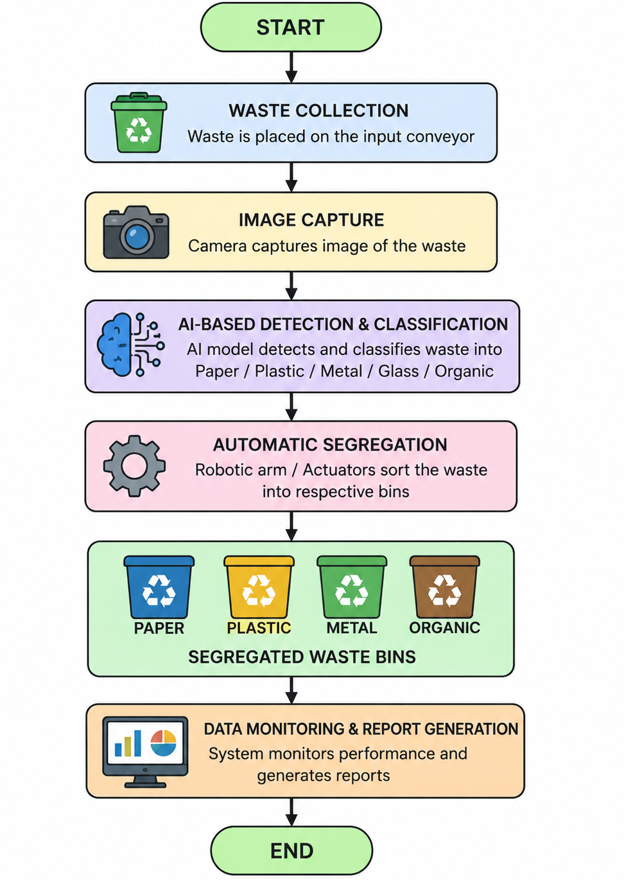 START
WASTE COLLECTION
Waste is placed on the input conveyor
IMAGE CAPTURE
Camera captures image of the waste
AI-BASED DETECTION & CLASSIFICATION
AI model detects and classifies waste into
Paper / Plastic / Metal / Glass / Organic
AUTOMATIC SEGREGATION
Robotic arm / Actuators sort the waste
into respective bins
PAPER PLASTIC METAL ORGANIC
SEGREGATED WASTE BINS
DATA MONITORING & REPORT GENERATION
System monitors performance and
generates reports
END